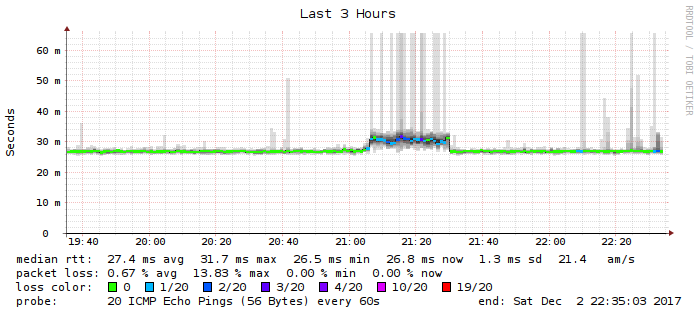 Last 3 Hours
RRDTOOL / TOBI OETIKER
Seconds
60 m
50 m
40 m
30 m
20 m
10 m
0
19:40 20:00 20:20 20:40 21:00 21:20 21:40 22:00 22:20
median rtt: 27.4 ms avg 31.7 ms max 26.5 ms min 26.8 ms now 1.3 ms sd 21.4 am/s
packet loss: 0.67 % avg 13.83 % max 0.00 % min 0.00 % now
loss color: 0 1/20 2/20 3/20 4/20 10/20 19/20
probe: 20 ICMP Echo Pings (56 Bytes) every 60s end: Sat Dec 2 22:35:03 2017